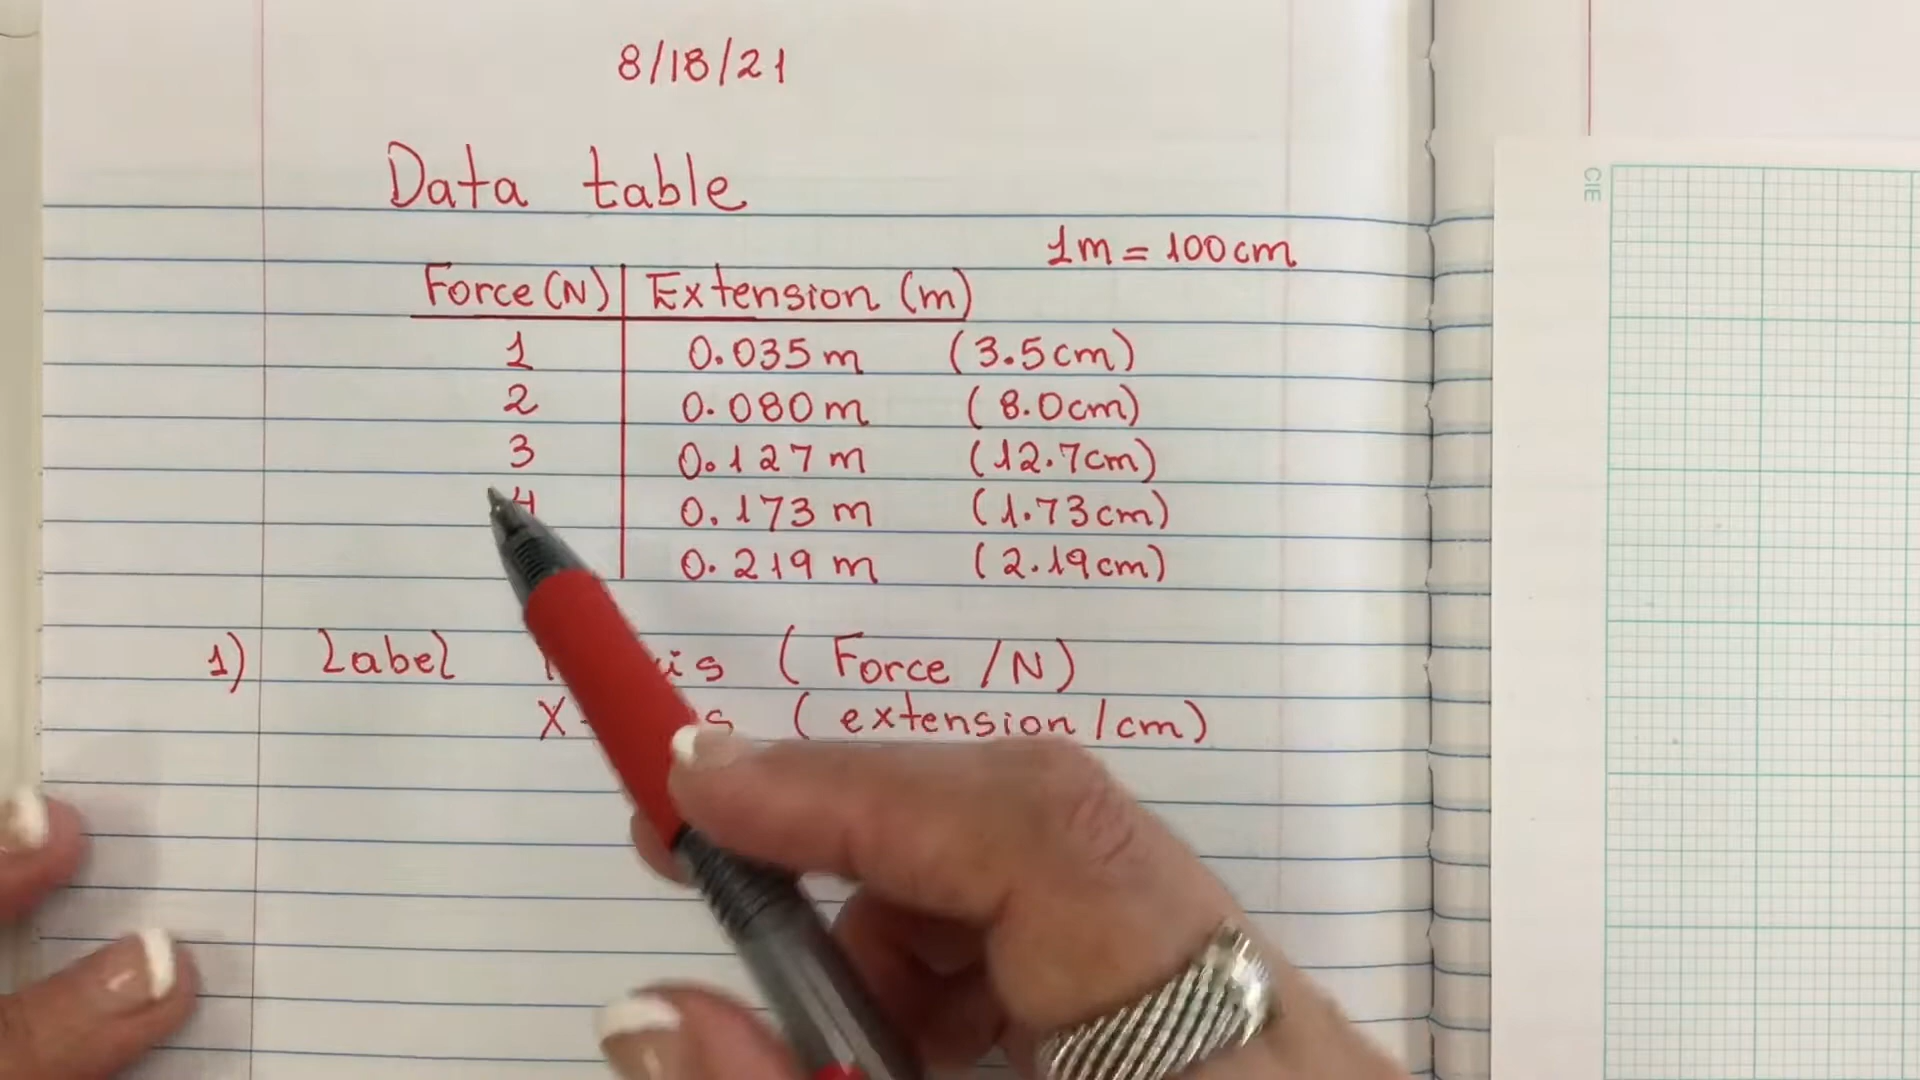 8/18/21
Data table
1m = 100cm
Force (N) Extension (m)
1 0.035 m (3.5cm)
2 0.080 m (8.0cm)
3 0.127 m (12.7cm)
4 0.173 m (1.73cm)
0.219 m (2.19cm)
1) Label (Force /N)
(extension/cm)
CIE